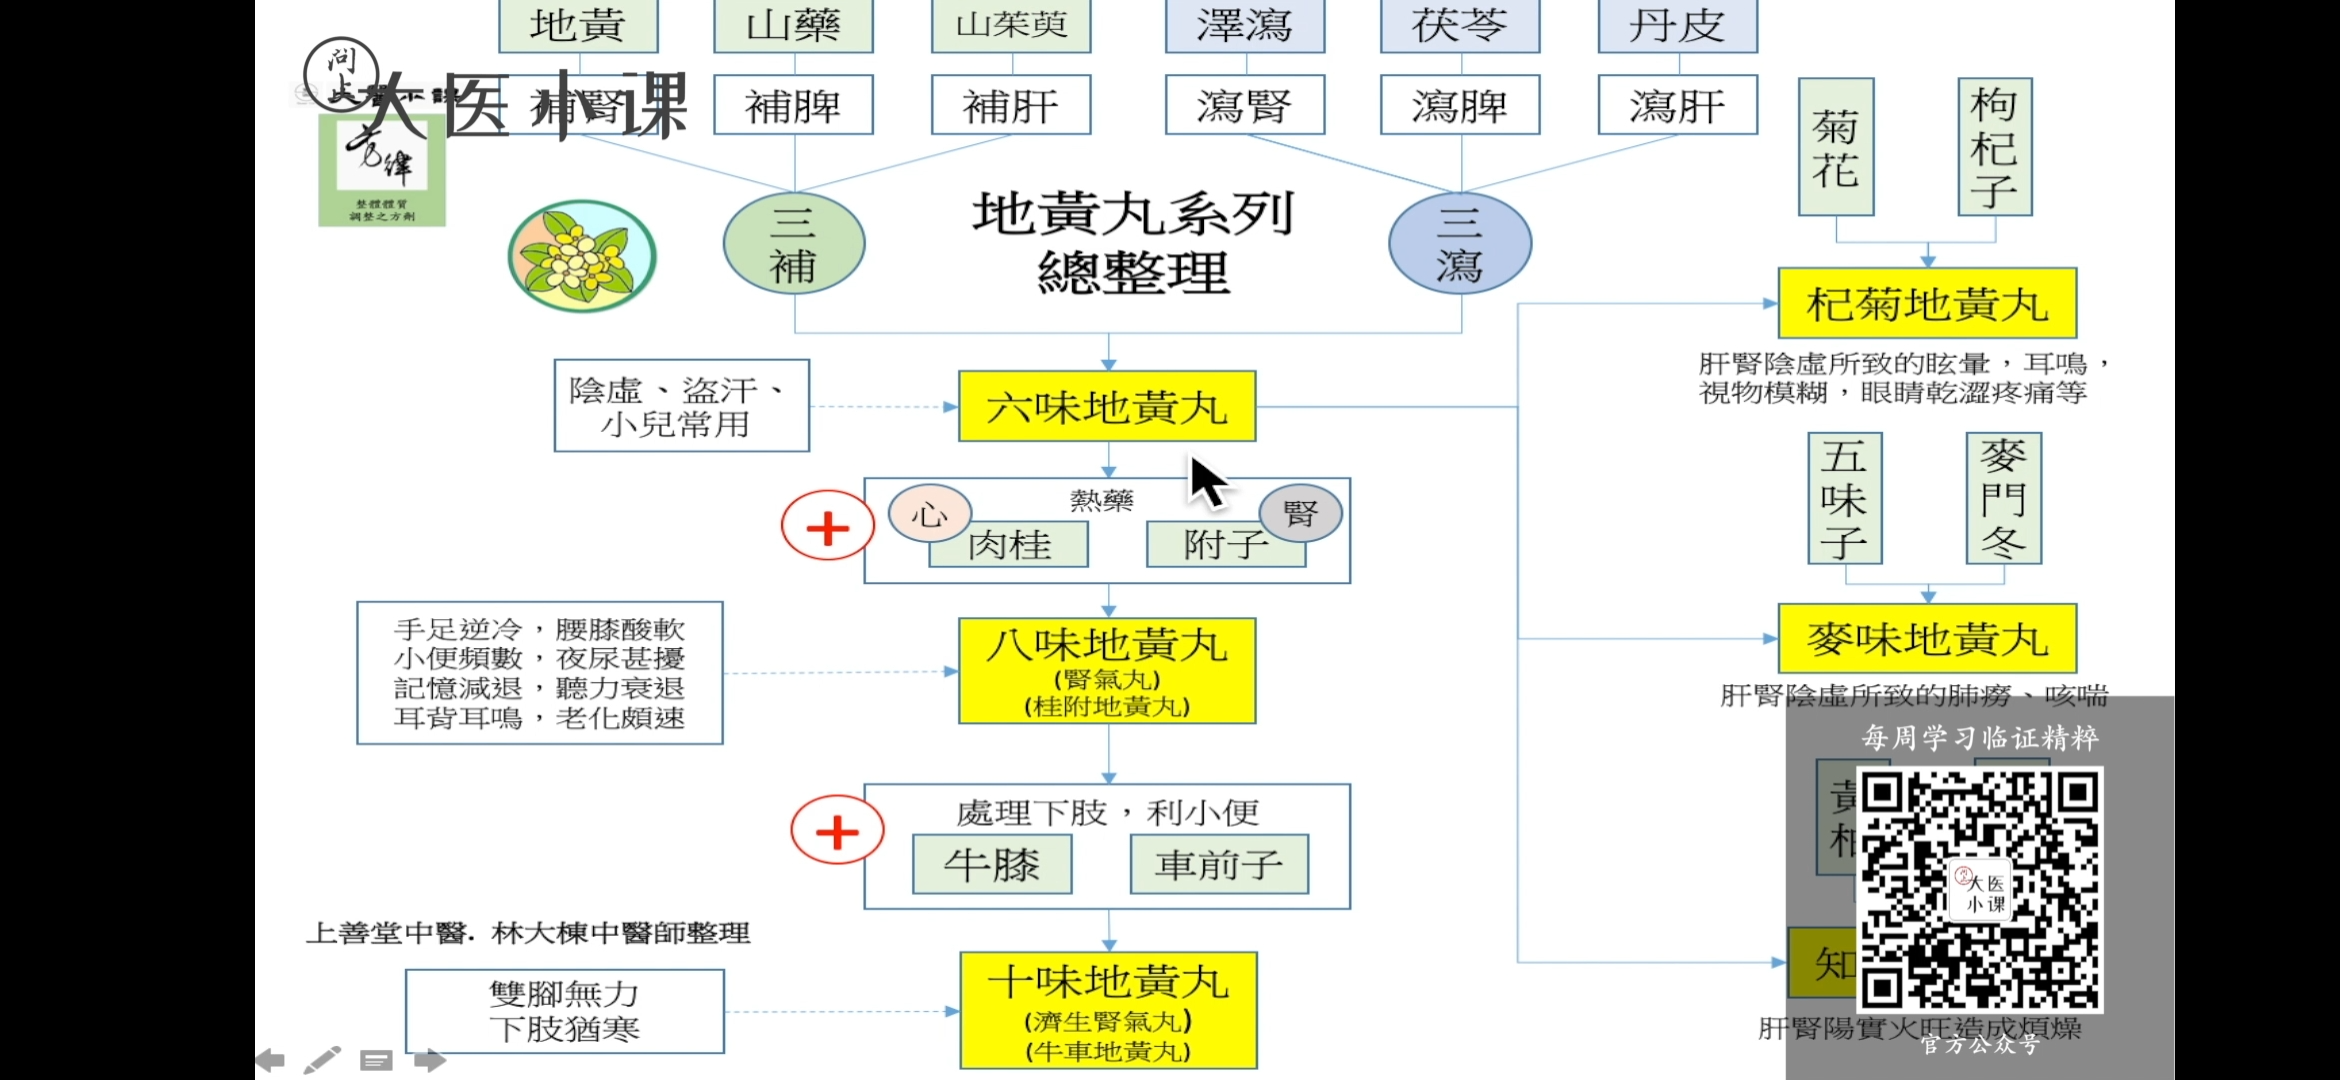 地黃
山藥
山茱萸
澤瀉
茯苓
丹皮
問上
大医小课
補腎
補脾
補肝
瀉腎
瀉脾
瀉肝
整體體質
調整之方劑
三補
地黃丸系列
總整理
三瀉
菊花
枸杞子
杞菊地黃丸
肝腎陰虛所致的眩暈，耳鳴，
視物模糊，眼睛乾澀疼痛等
陰虛、盜汗、
小兒常用
六味地黃丸
熱藥
心
肉桂
附子
腎
五味子
麥門冬
麥味地黃丸
肝腎陰虛所致的肺癆、咳喘
手足逆冷，腰膝酸軟
小便頻數，夜尿甚擾
記憶減退，聽力衰退
耳背耳鳴，老化頗速
八味地黃丸
(腎氣丸)
(桂附地黃丸)
處理下肢，利小便
牛膝
車前子
上善堂中醫. 林大棟中醫師整理
雙腳無力
下肢猶寒
十味地黃丸
(濟生腎氣丸)
(牛車地黃丸)
每周学习临证精粹
大医
小课
知
肝腎陽實火旺造成煩燥
官方公众号